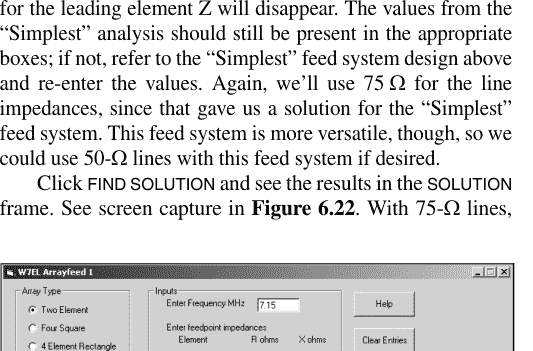 for the leading element Z will disappear. The values from the
“Simplest” analysis should still be present in the appropriate
boxes; if not, refer to the “Simplest” feed system design above
and re-enter the values. Again, we’ll use 75 Ω for the line
impedances, since that gave us a solution for the “Simplest”
feed system. This feed system is more versatile, though, so we
could use 50-Ω lines with this feed system if desired.
Click FIND SOLUTION and see the results in the SOLUTION
frame. See screen capture in Figure 6.22. With 75-Ω lines,
W7EL Arrayfeed 1
Array Type
Inputs
Enter Frequency MHz 7.15
Help
Two Element
Four Square
Enter feedpoint impedances
Element R ohms X ohms
Clear Entries
4 Element Rectangle